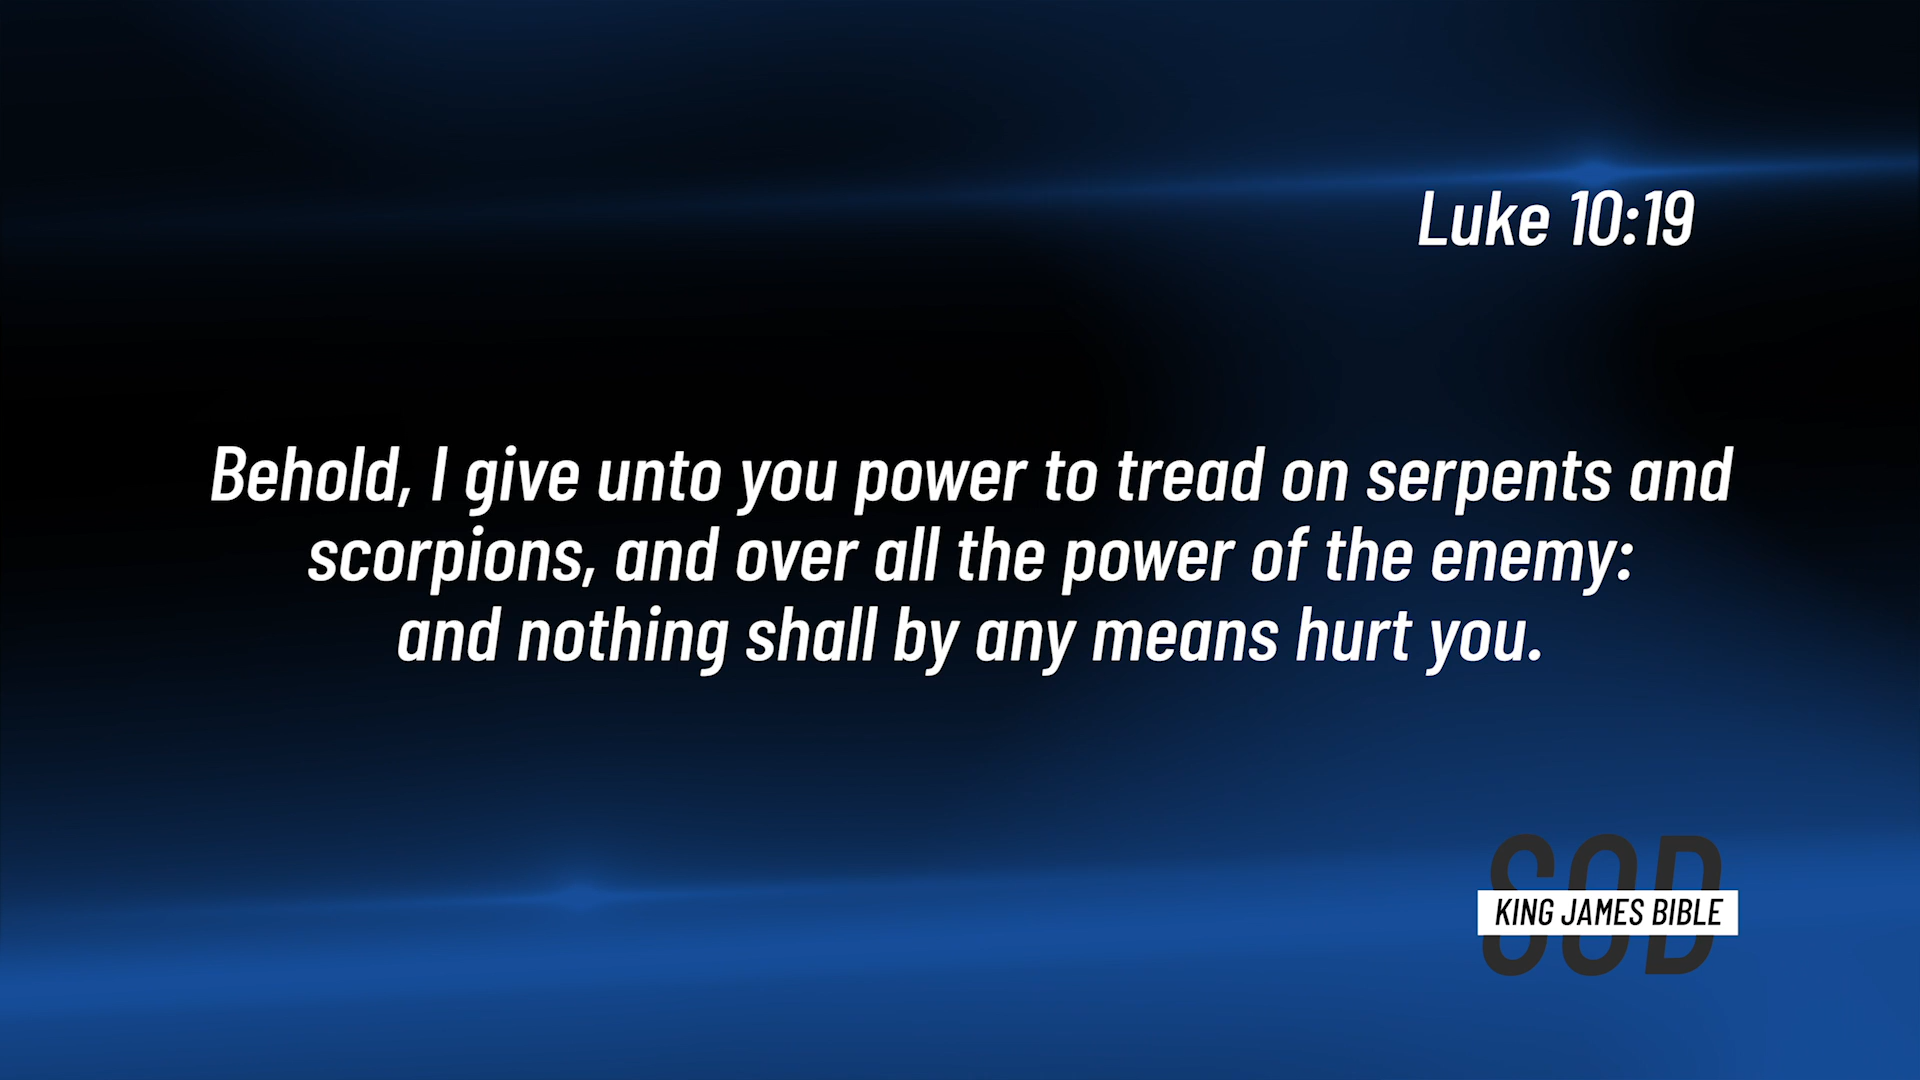 Luke 10:19
Behold, I give unto you power to tread on serpents and
scorpions, and over all the power of the enemy:
and nothing shall by any means hurt you.
SOD
KING JAMES BIBLE